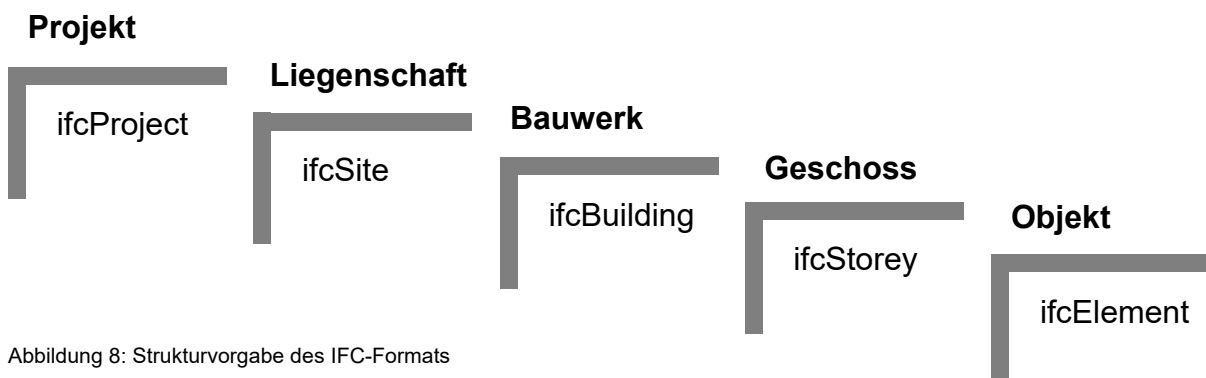 Projekt
ifcProject
Liegenschaft
ifcSite
Bauwerk
ifcBuilding
Geschoss
ifcStorey
Objekt
ifcElement
Abbildung 8: Strukturvorgabe des IFC-Formats